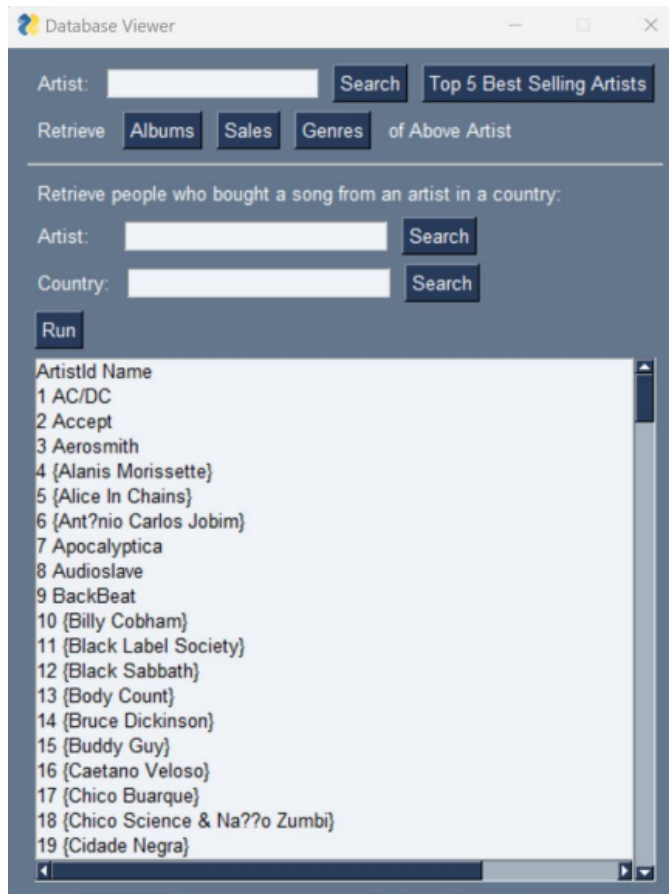 Database Viewer
Artist: Search Top 5 Best Selling Artists
Retrieve Albums Sales Genres of Above Artist
Retrieve people who bought a song from an artist in a country:
Artist: Search
Country: Search
Run
ArtistId Name
1 AC/DC
2 Accept
3 Aerosmith
4 {Alanis Morissette}
5 {Alice In Chains}
6 {Ant?nio Carlos Jobim}
7 Apocalyptica
8 Audioslave
9 BackBeat
10 {Billy Cobham}
11 {Black Label Society}
12 {Black Sabbath}
13 {Body Count}
14 {Bruce Dickinson}
15 {Buddy Guy}
16 {Caetano Veloso}
17 {Chico Buarque}
18 {Chico Science & Na??o Zumbi}
19 {Cidade Negra}